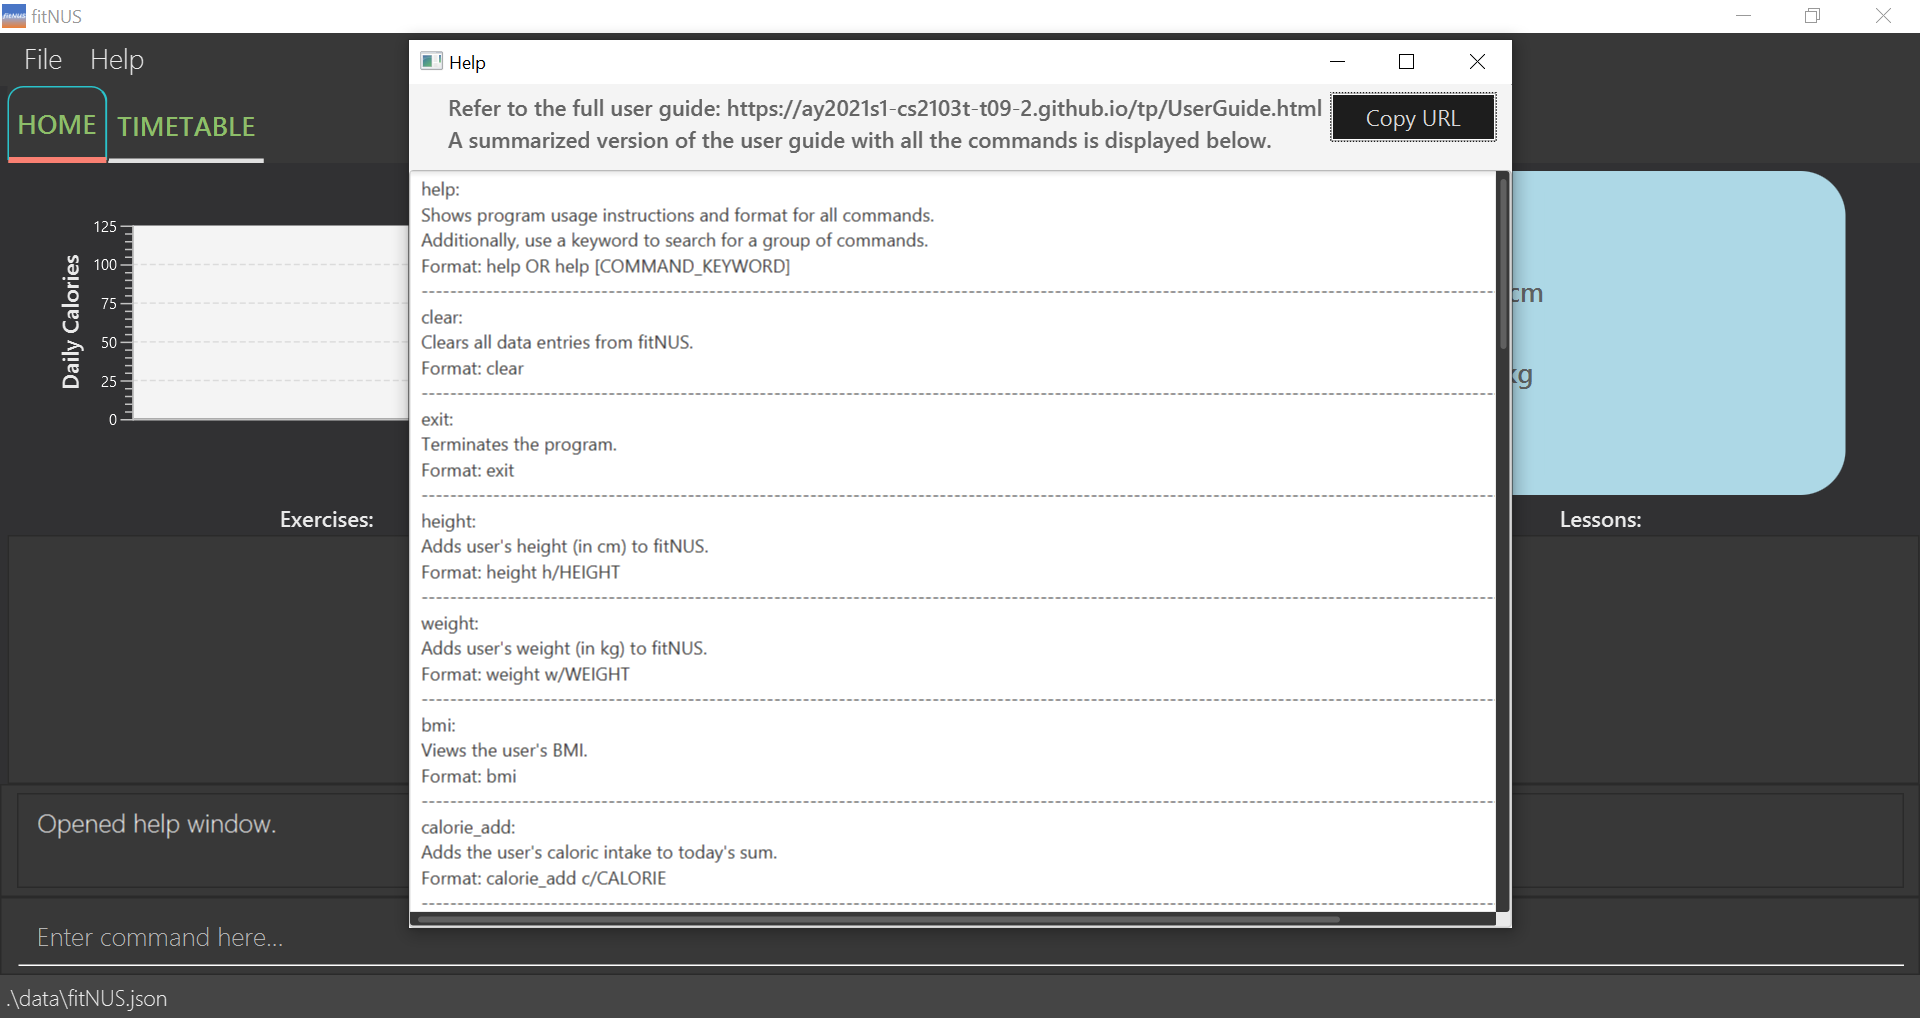 fitNUS
File Help
HOME TIMETABLE
Help
Refer to the full user guide: https://ay2021s1-cs2103t-t09-2.github.io/tp/UserGuide.html
A summarized version of the user guide with all the commands is displayed below.
Copy URL
help:
Shows program usage instructions and format for all commands.
Additionally, use a keyword to search for a group of commands.
Format: help OR help [COMMAND_KEYWORD]
clear:
Clears all data entries from fitNUS.
Format: clear
exit:
Terminates the program.
Format: exit
height:
Adds user's height (in cm) to fitNUS.
Format: height h/HEIGHT
weight:
Adds user's weight (in kg) to fitNUS.
Format: weight w/WEIGHT
bmi:
Views the user's BMI.
Format: bmi
calorie_add:
Adds the user's caloric intake to today's sum.
Format: calorie_add c/CALORIE
Daily Calories
125
100
75
50
25
0
cm
kg
Exercises:
Lessons:
Opened help window.
Enter command here...
.\data\fitNUS.json